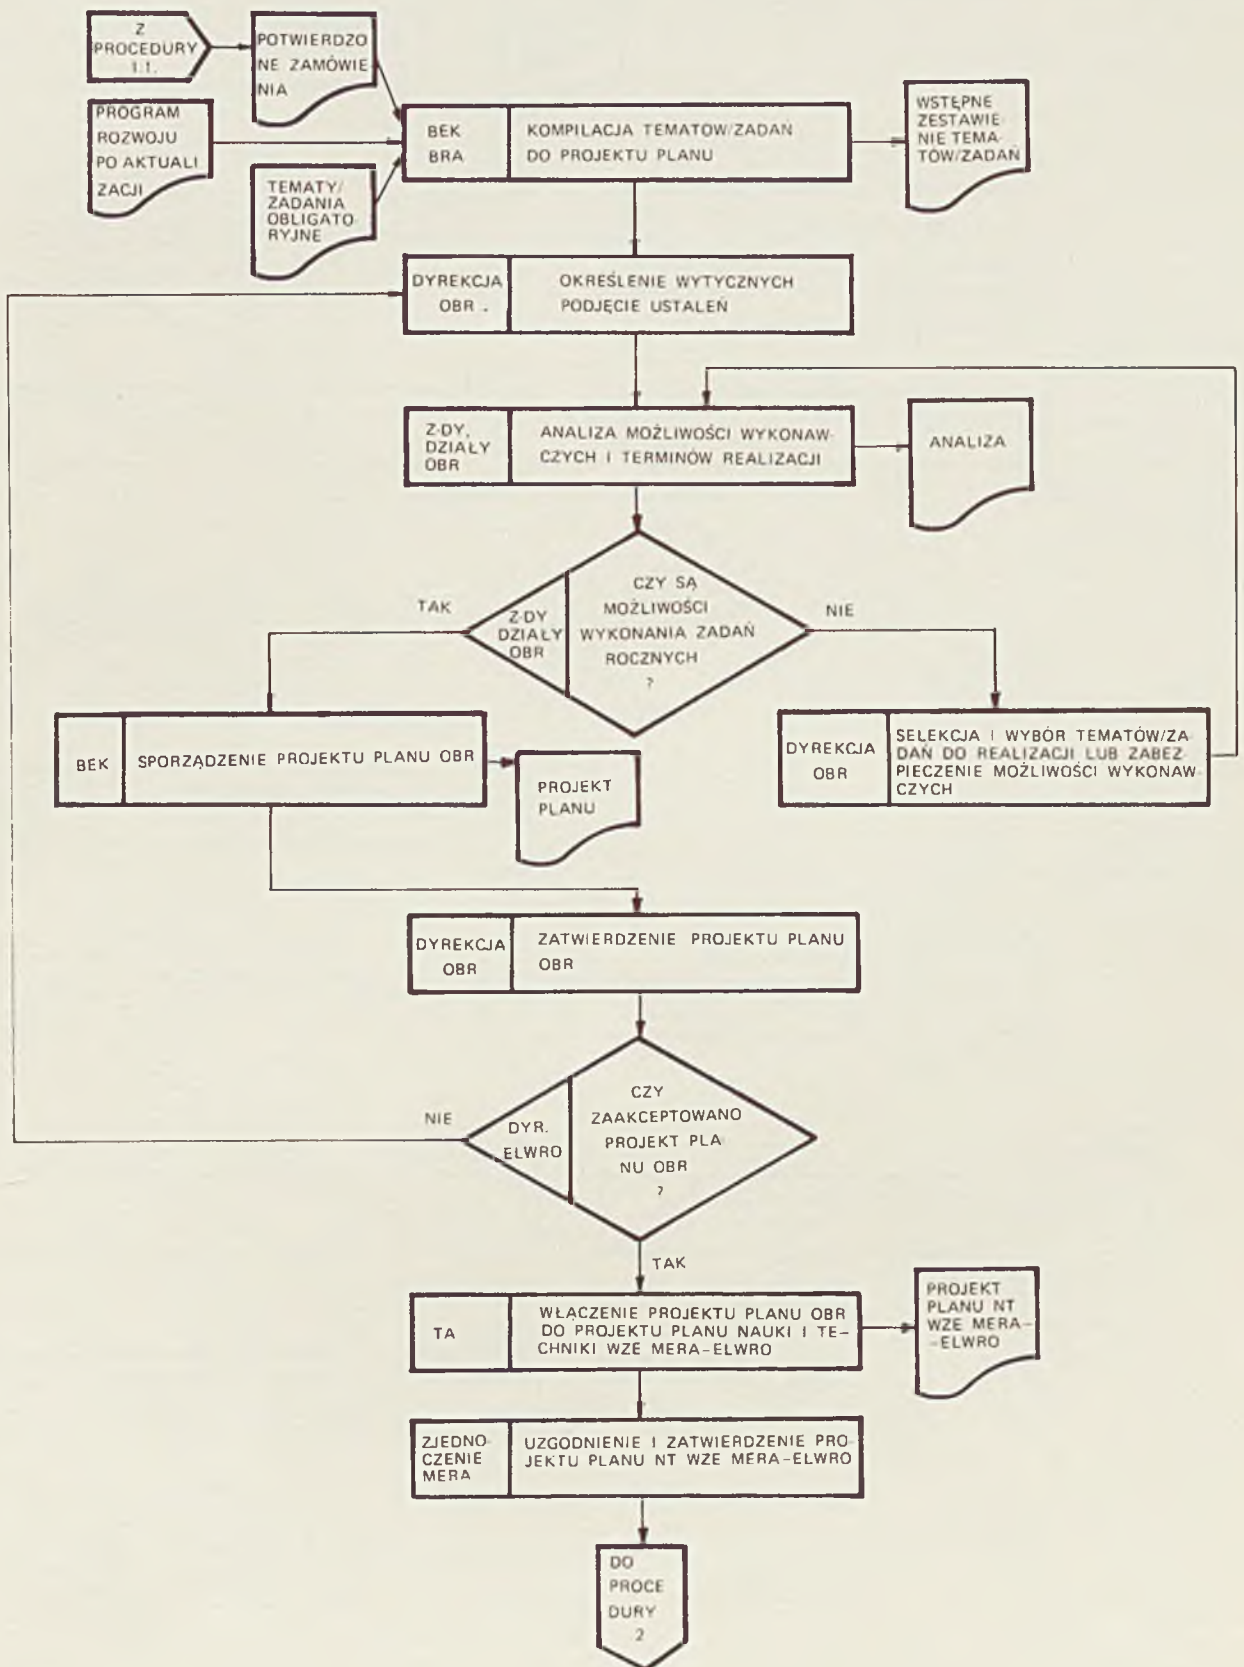 Z
PROCEDURY
1.1.
POTWIERDZO
NE ZAMÓWIE
NIA
PROGRAM
ROZWOJU
PO AKTUALI
ZACJI
TEMATY/
ZADANIA
OBLIGATO-
RYJNE
BEK
BRA
KOMPILACJA TEMATOW/ZADAŃ
DO PROJEKTU PLANU
WSTĘPNE
ZESTAWIE
NIE TEMA-
TÓW/ZADAŃ
DYREKCJA
OBR .
OKREŚLENIE WYTYCZNYCH
PODJĘCIE USTALEŃ
Z-DY,
DZIAŁY
OBR
ANALIZA MOŻLIWOŚCI WYKONAW-
CZYCH I TERMINÓW REALIZACJI
ANALIZA
TAK
Z-DY
DZIAŁY
OBR
CZY SĄ
MOŻLIWOŚCI
WYKONANIA ZADAŃ
ROCZNYCH
?
NIE
BEK
SPORZĄDZENIE PROJEKTU PLANU OBR
PROJEKT
PLANU
DYREKCJA
OBR
SELEKCJA I WYBÓR TEMATÓW/ZA
DAŃ DO REALIZACJI LUB ZABEZ-
PIECZENIE MOŻLIWOŚCI WYKONAW-
CZYCH
DYREKCJA
OBR
ZATWIERDZENIE PROJEKTU PLANU
OBR
NIE
DYR.
ELWRO
CZY
ZAAKCEPTOWANO
PROJEKT PLA
NU OBR
?
TAK
TA
WŁĄCZENIE PROJEKTU PLANU OBR
DO PROJEKTU PLANU NAUKI I TE-
CHNIKI WZE MERA-ELWRO
PROJEKT
PLANU NT
WZE MERA-
-ELWRO
ZJEDNO-
CZENIE
MERA
UZGODNIENIE I ZATWIERDZENIE PRO-
JEKTU PLANU NT WZE MERA-ELWRO
DO
PROCE
DURY
2